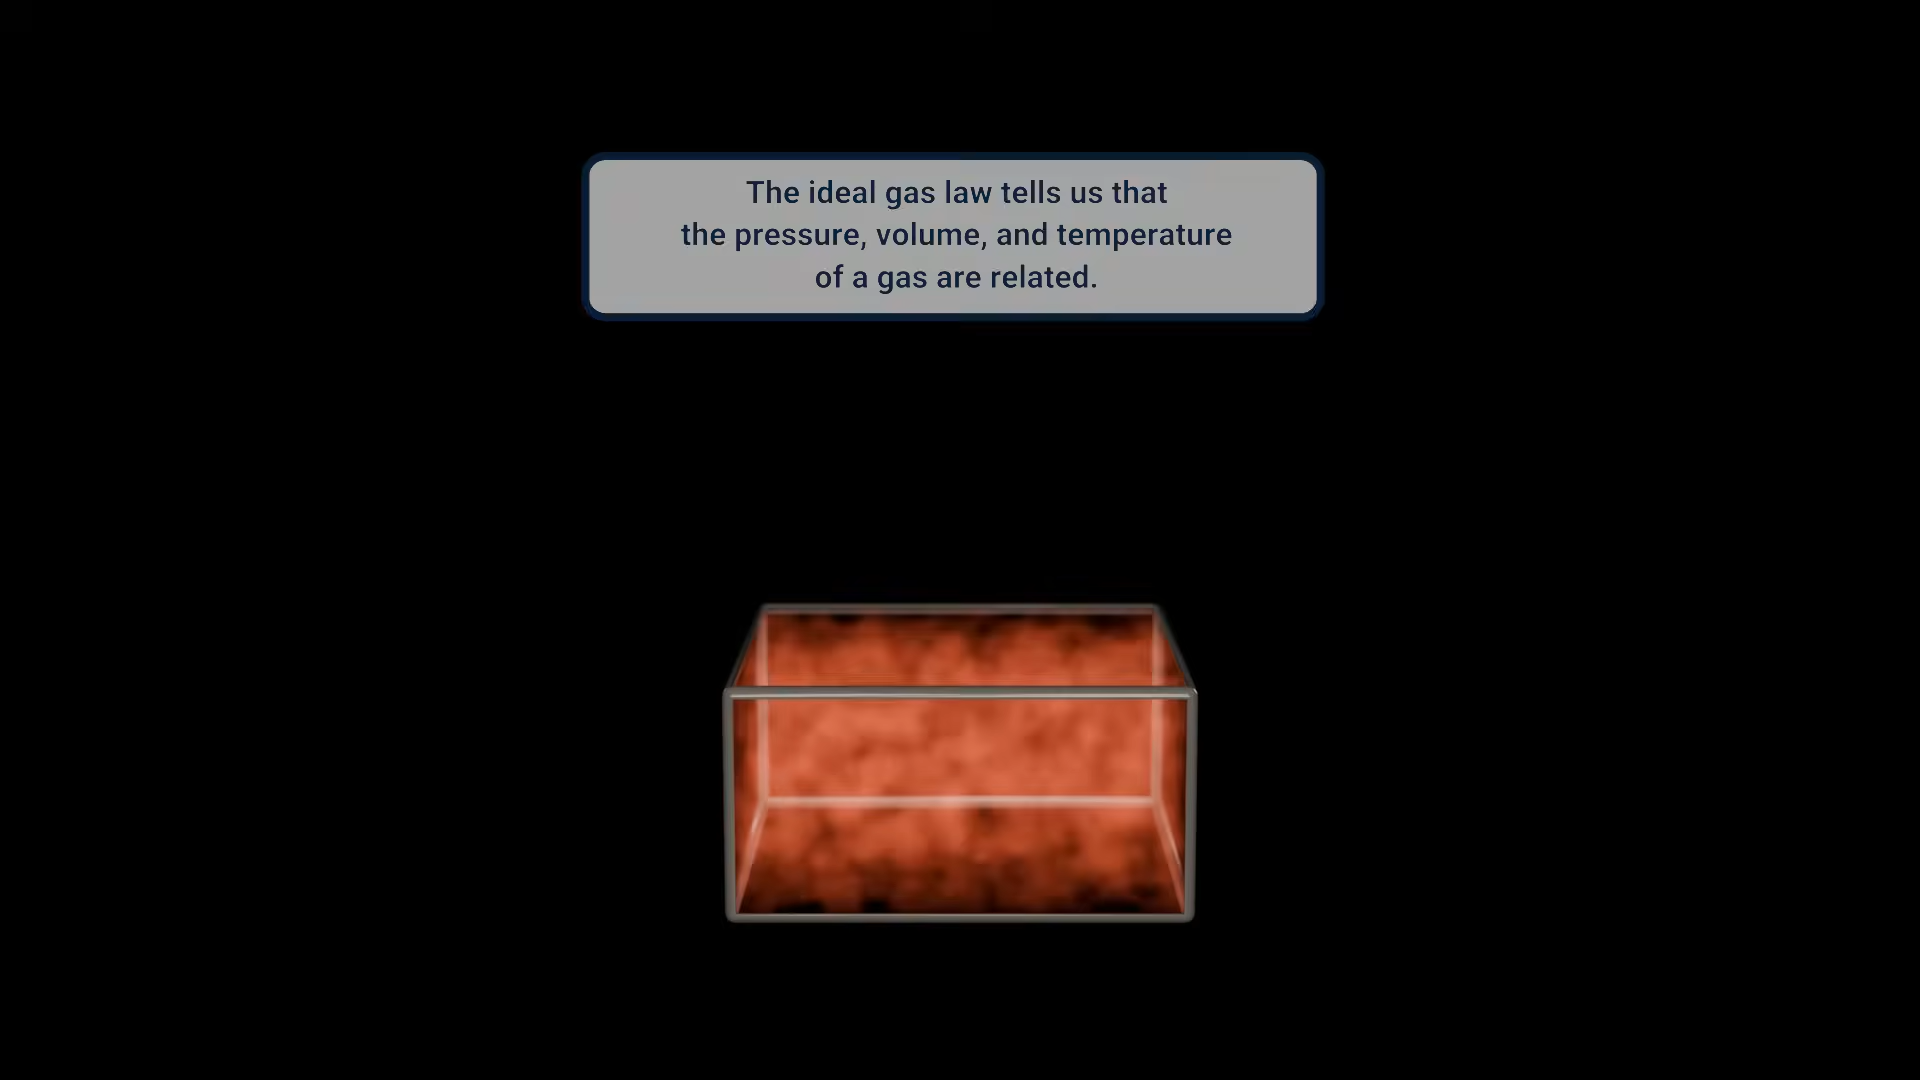 The ideal gas law tells us that
the pressure, volume, and temperature
of a gas are related.